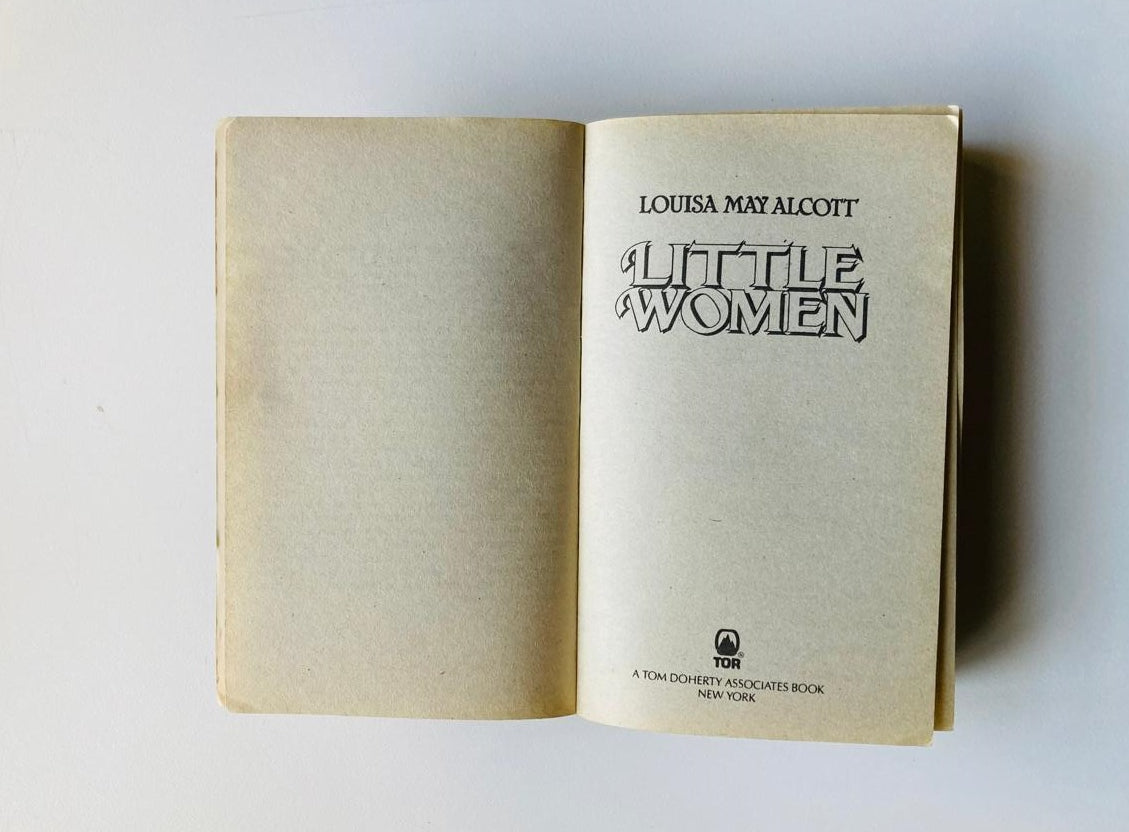 LOUISA MAY ALCOTT
LITTLE
WOMEN
TOR®
A TOM DOHERTY ASSOCIATES BOOK
NEW YORK